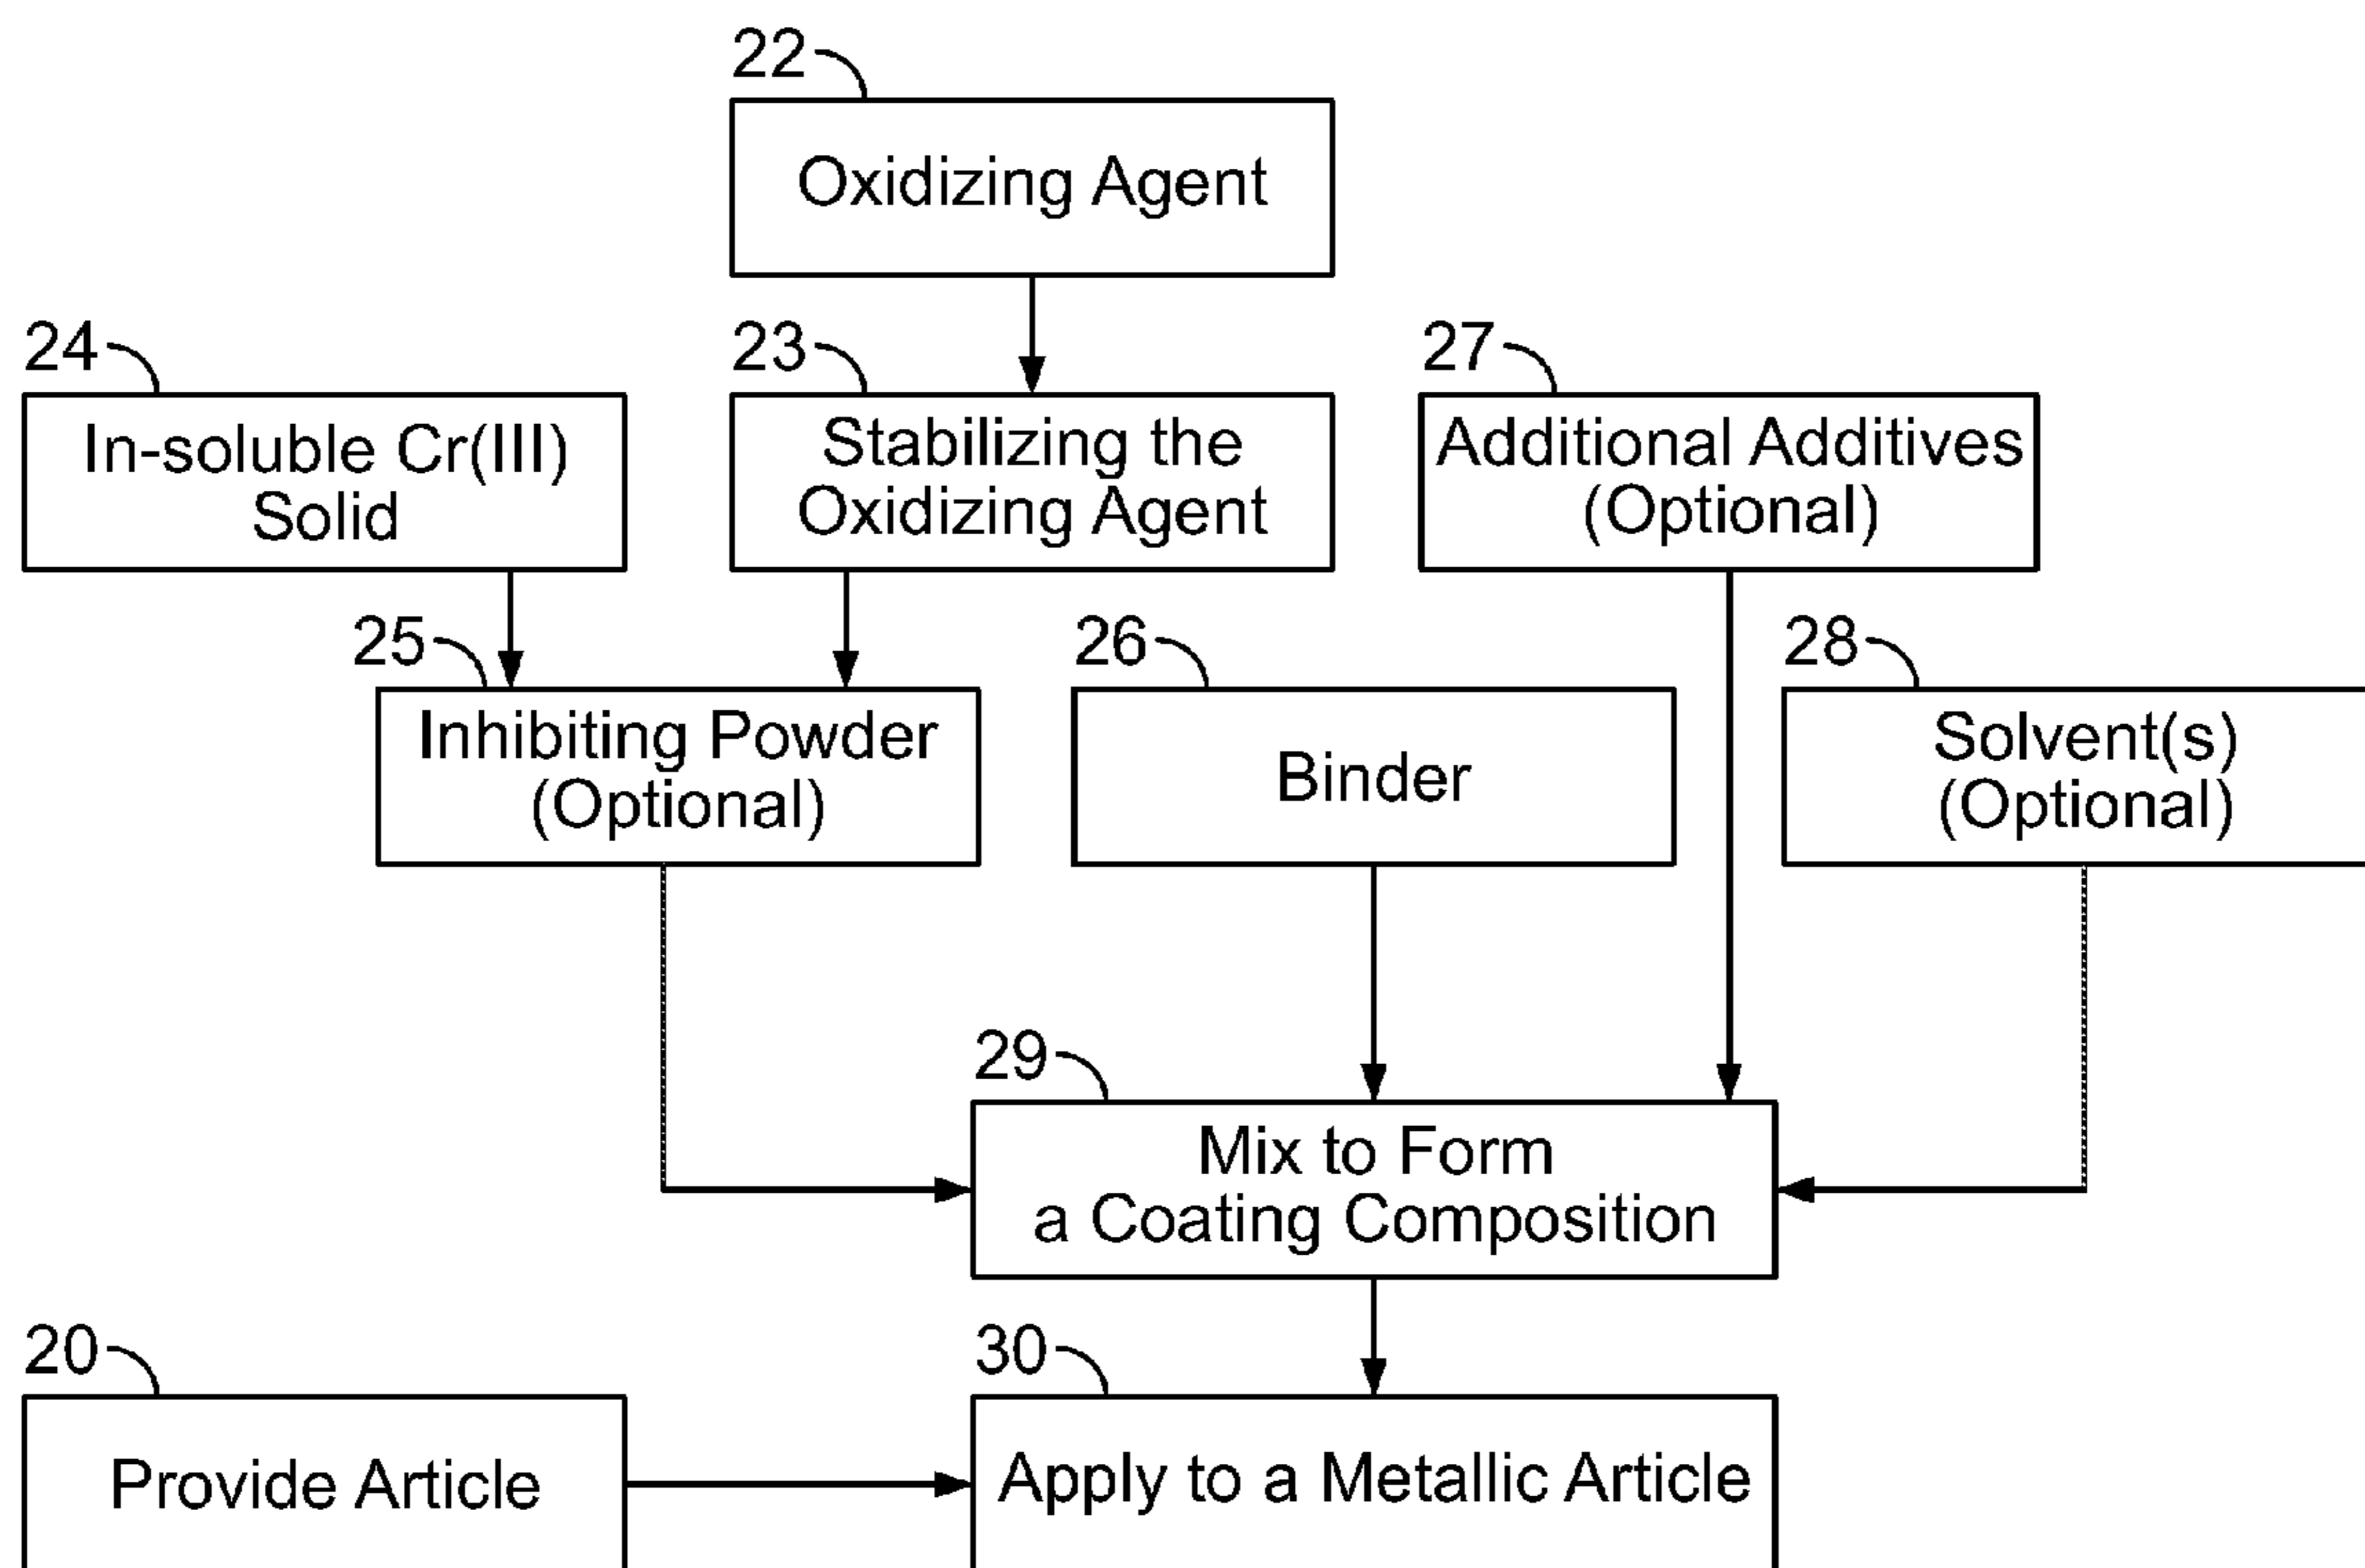 22
Oxidizing Agent
24
In-soluble Cr(III)
Solid
23
Stabilizing the
Oxidizing Agent
27
Additional Additives
(Optional)
25
Inhibiting Powder
(Optional)
26
Binder
28
Solvent(s)
(Optional)
29
Mix to Form
a Coating Composition
20
Provide Article
30
Apply to a Metallic Article